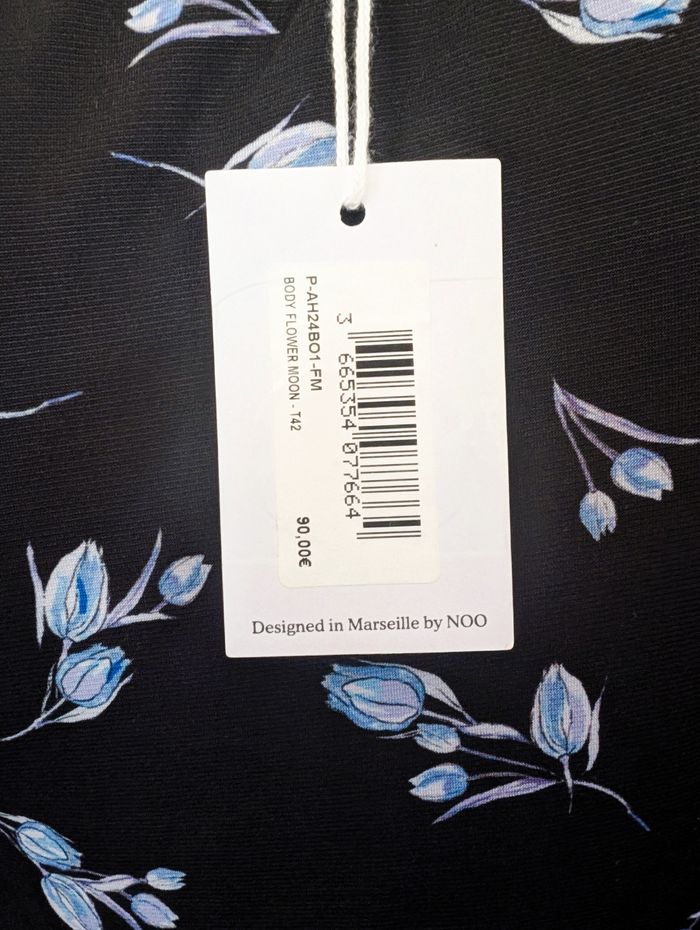 P-AH24BO1-FM
BODY FLOWER MOON - T42
90,00€
3 665354 077664
Designed in Marseille by NOO